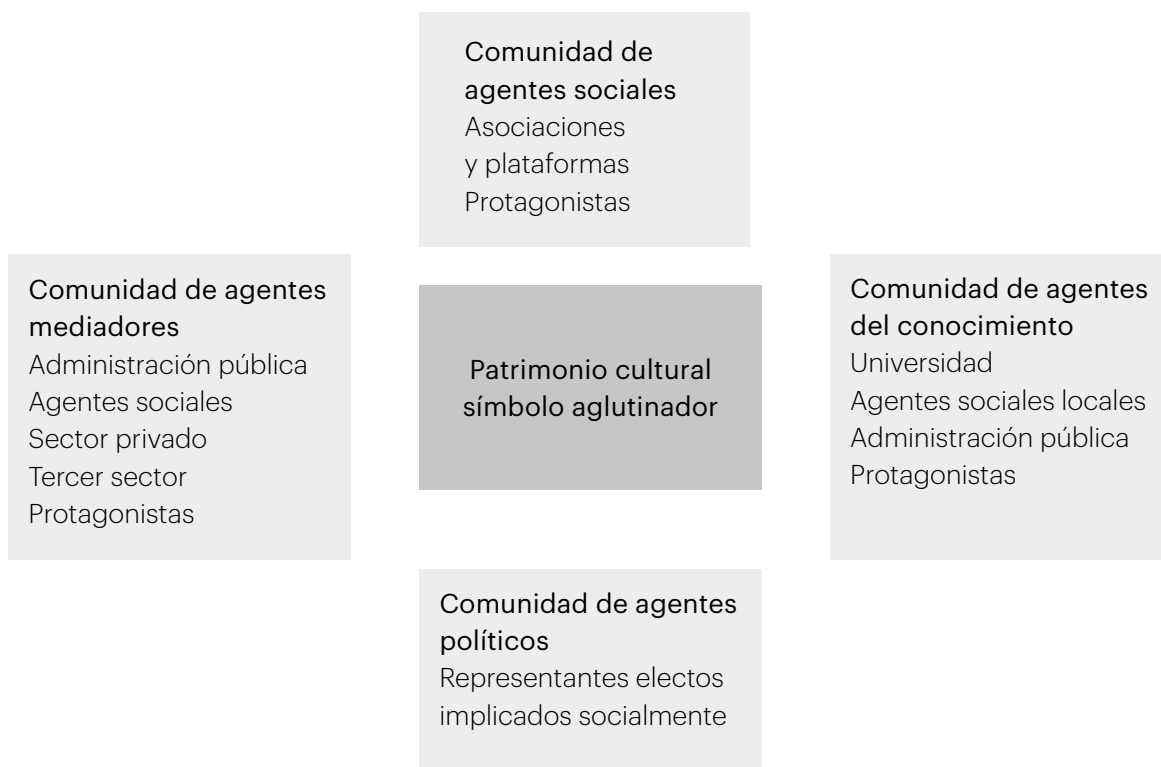 Comunidad de
agentes sociales
Asociaciones
y plataformas
Protagonistas
Comunidad de agentes
mediadores
Administración pública
Agentes sociales
Sector privado
Tercer sector
Protagonistas
Patrimonio cultural
símbolo aglutinador
Comunidad de agentes
del conocimiento
Universidad
Agentes sociales locales
Administración pública
Protagonistas
Comunidad de agentes
políticos
Representantes electos
implicados socialmente